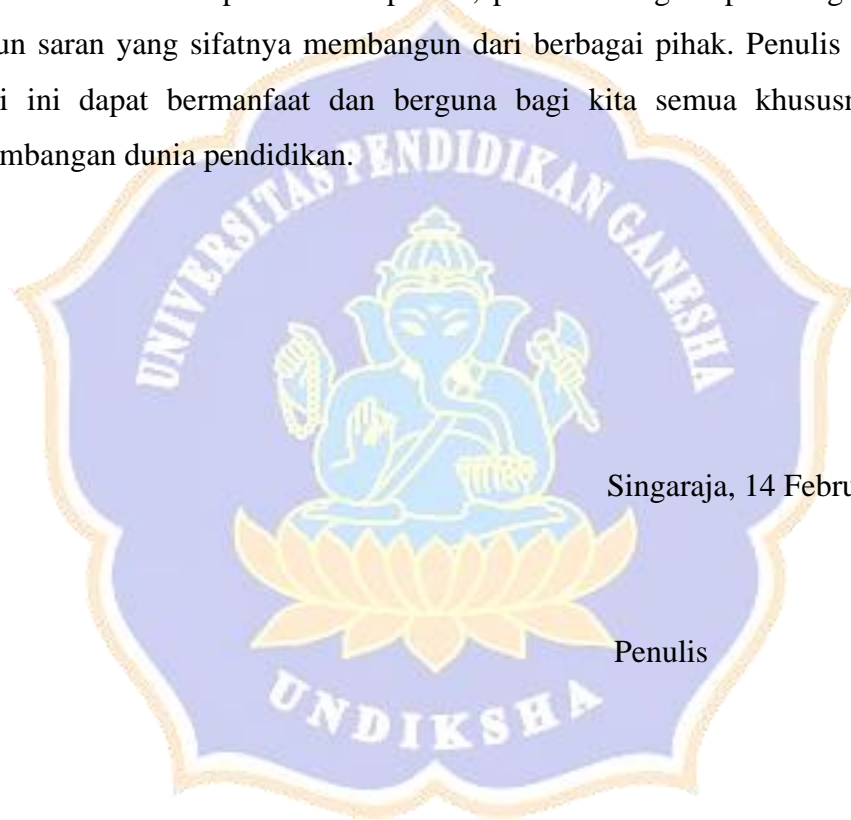 un saran yang sifatnya membangun dari berbagai pihak. Penulis
i ini dapat bermanfaat dan berguna bagi kita semua khususn
mbangan dunia pendidikan.
UNIVERSITAS PENDIDIKAN GANESHA
Singaraja, 14 Febru
Penulis
UNDIKSHA